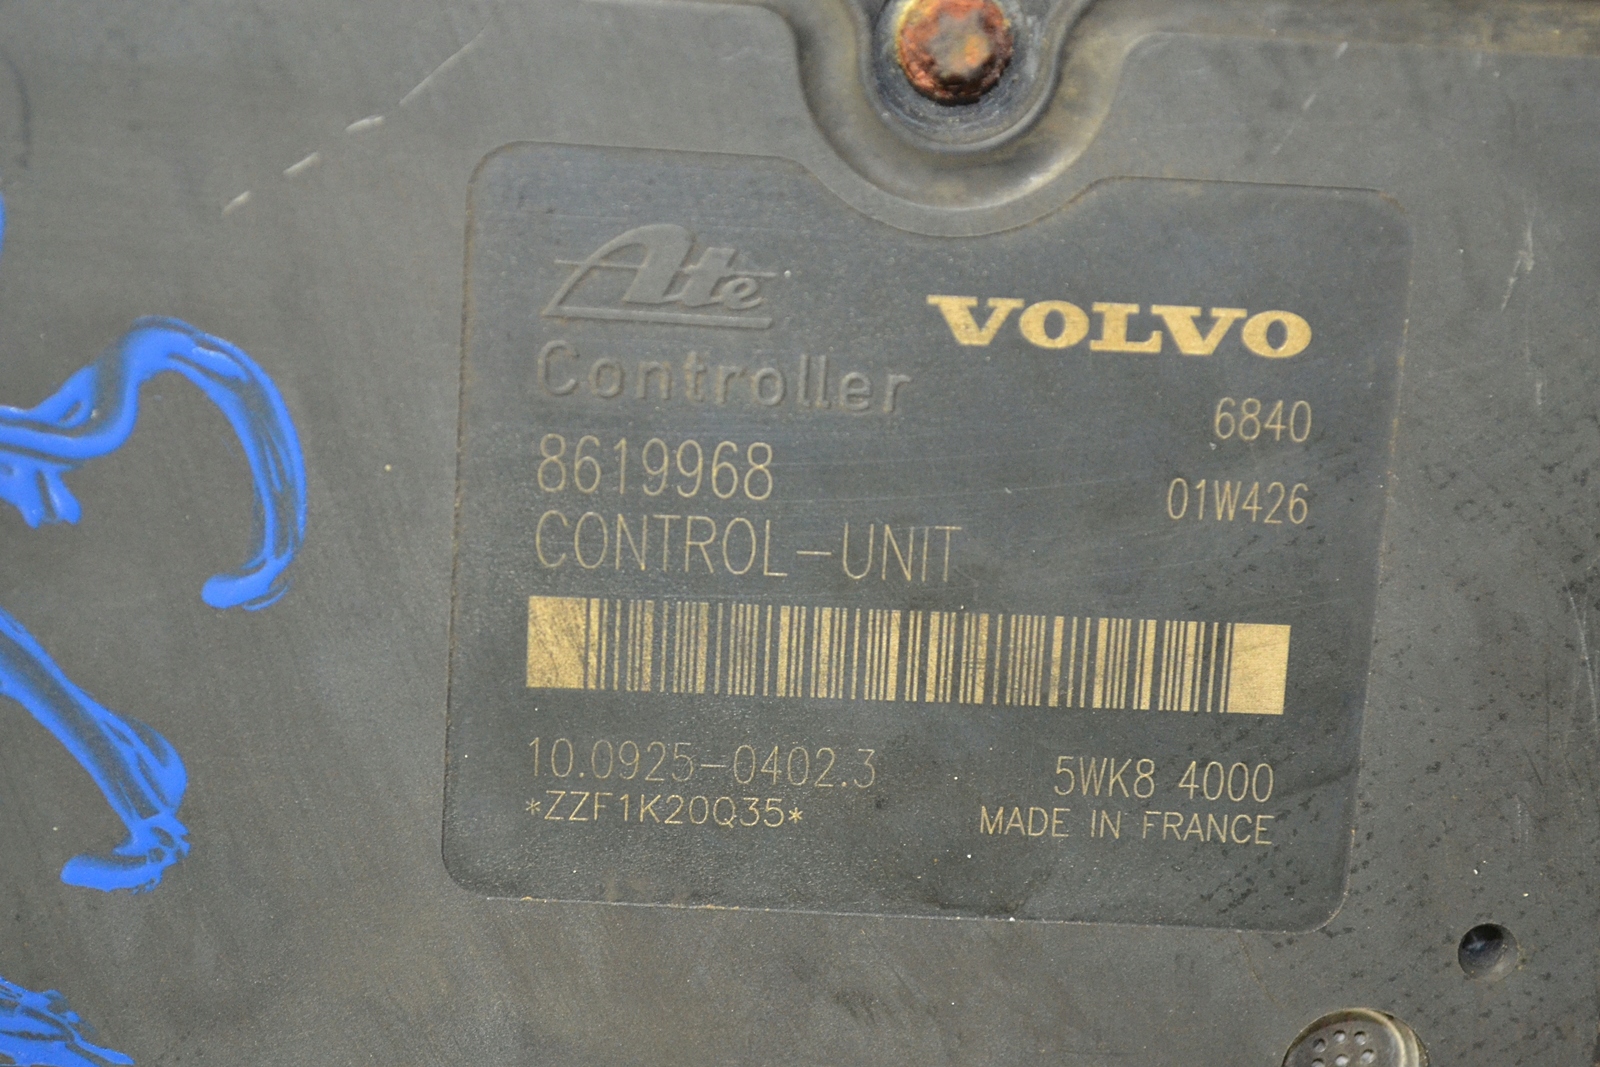 Ate
VOLVO
Controller
6840
8619968
01W426
CONTROL-UNIT
10.0925-0402.3
5WK8 4000
*ZZF1K20Q35*
MADE IN FRANCE